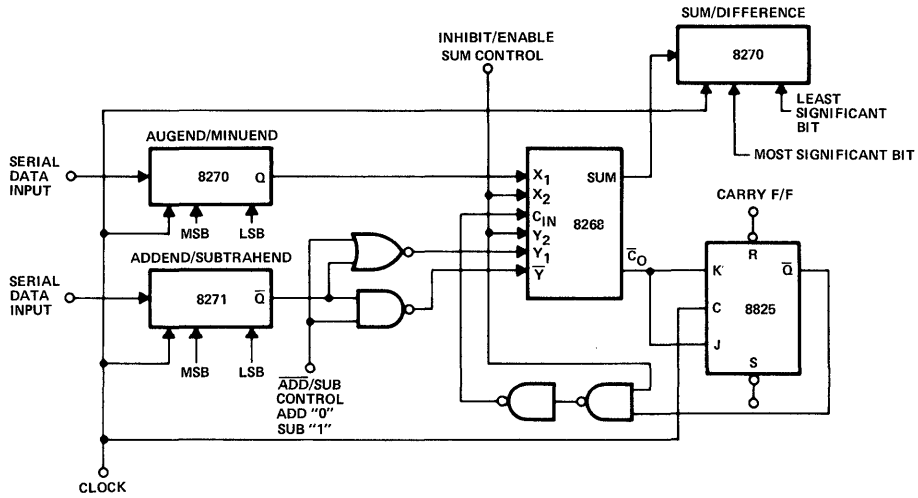 SUM/DIFFERENCE
8270
INHIBIT/ENABLE
SUM CONTROL
LEAST
SIGNIFICANT
BIT
MOST SIGNIFICANT BIT
AUGEND/MINUEND
SERIAL
DATA
INPUT
8270
Q
MSB
LSB
ADDEND/SUBTRAHEND
SERIAL
DATA
INPUT
8271
Q̅
MSB
LSB
X1
X2
CIN
Y2
Y1
Y̅
SUM
8268
C̅O
CARRY F/F
R
K
Q̅
C
8825
J
S
A̅D̅D̅/SUB
CONTROL
ADD "0"
SUB "1"
CLOCK